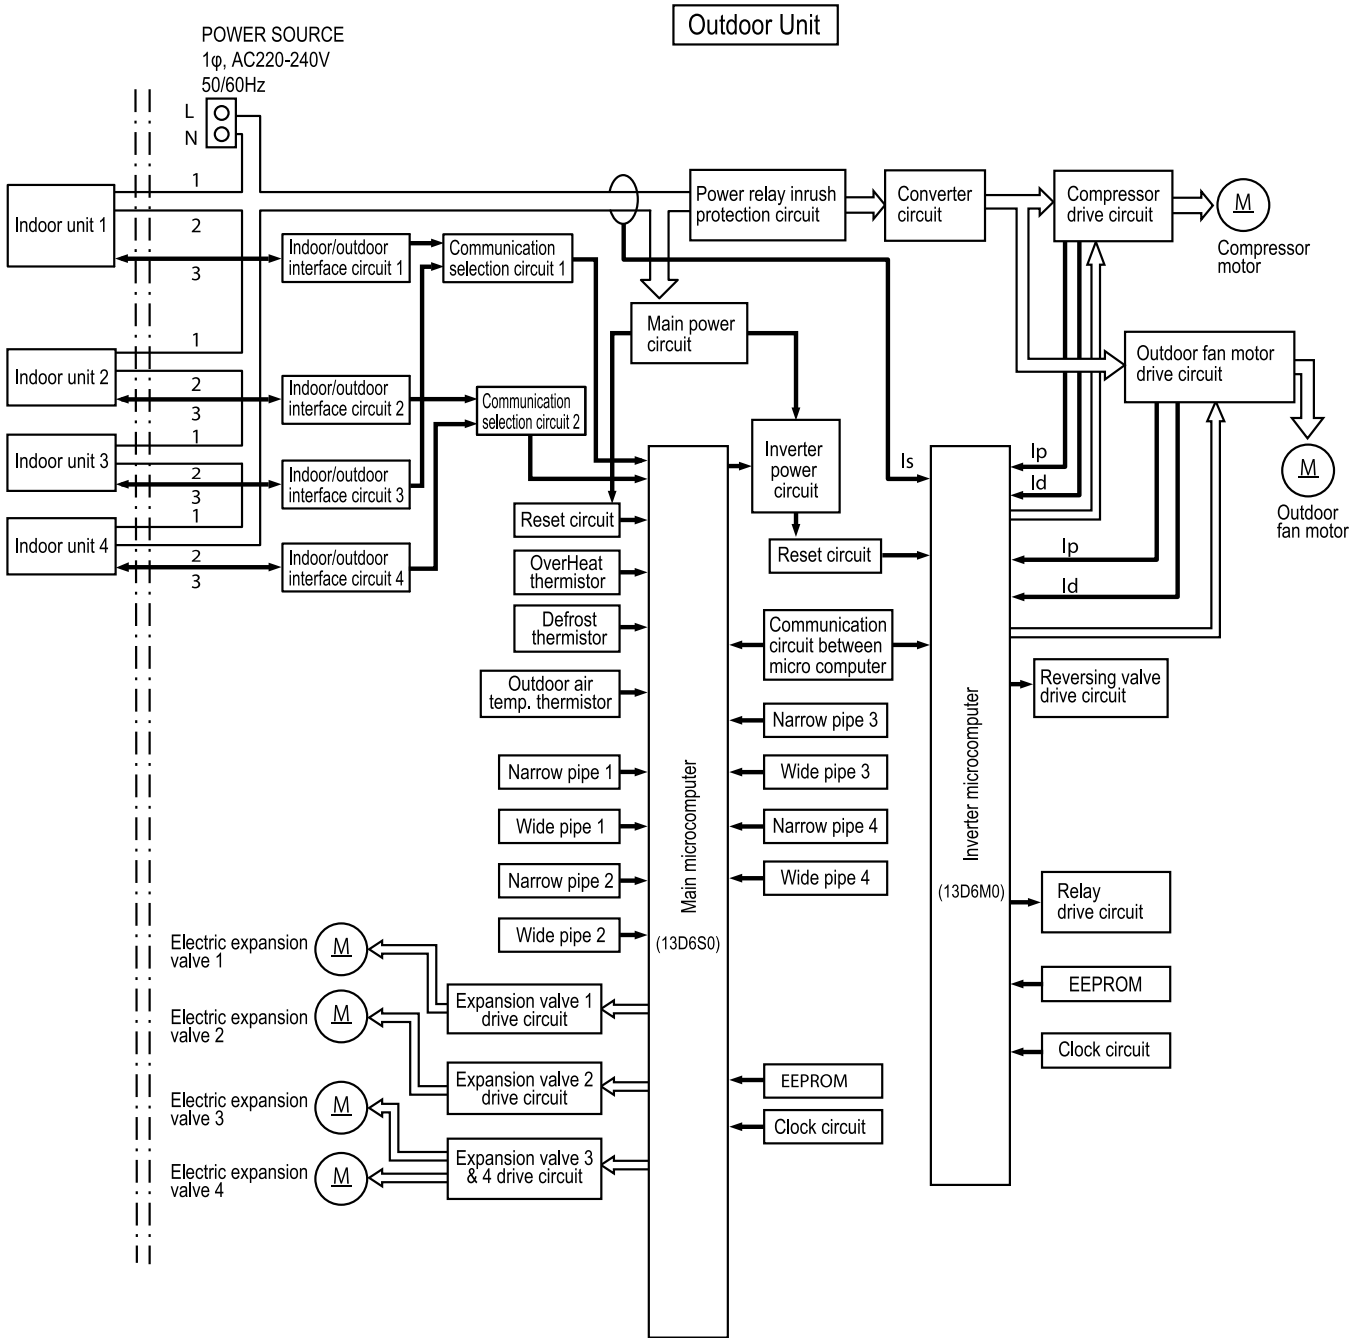 Outdoor Unit
POWER SOURCE
1φ, AC220-240V
50/60Hz
L
N
Indoor unit 1
1
2
3
Indoor/outdoor
interface circuit 1
Communication
selection circuit 1
Power relay inrush
protection circuit
Converter
circuit
Compressor
drive circuit
M
Compressor
motor
Main power
circuit
Outdoor fan motor
drive circuit
M
Outdoor
fan motor
Indoor unit 2
1
2
3
Indoor/outdoor
interface circuit 2
Communication
selection circuit 2
Indoor unit 3
1
2
3
Indoor/outdoor
interface circuit 3
Indoor unit 4
1
2
3
Indoor/outdoor
interface circuit 4
Inverter
power
circuit
Is
Ip
Id
Ip
Id
Reset circuit
Reset circuit
OverHeat
thermistor
Defrost
thermistor
Outdoor air
temp. thermistor
Communication
circuit between
micro computer
Reversing valve
drive circuit
Narrow pipe 1
Wide pipe 1
Narrow pipe 2
Wide pipe 2
Main microcomputer
(13D6S0)
Narrow pipe 3
Wide pipe 3
Narrow pipe 4
Wide pipe 4
Inverter microcomputer
(13D6M0)
Relay
drive circuit
EEPROM
Clock circuit
Electric expansion
valve 1
M
Expansion valve 1
drive circuit
Electric expansion
valve 2
M
Expansion valve 2
drive circuit
EEPROM
Clock circuit
Electric expansion
valve 3
M
Expansion valve 3
& 4 drive circuit
Electric expansion
valve 4
M